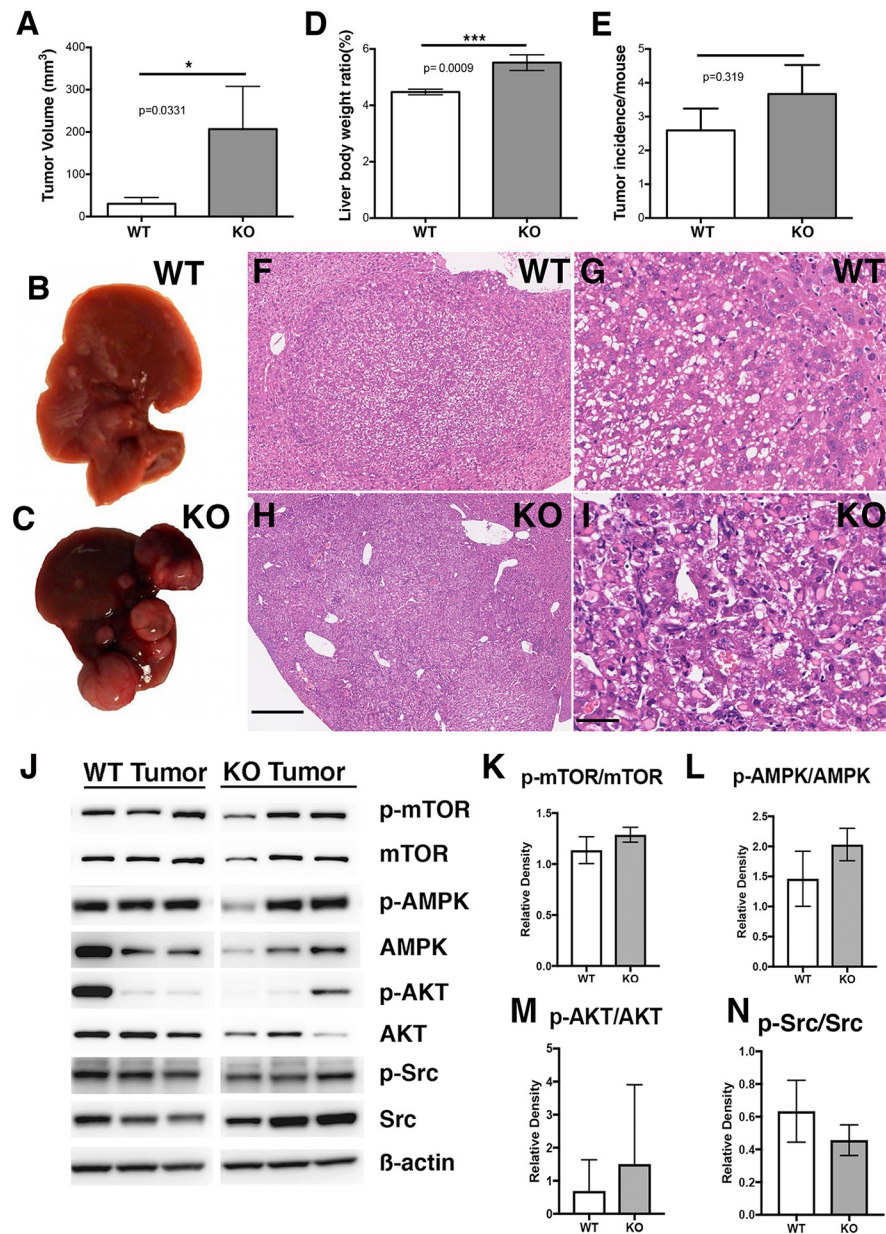 A
Tumor Volume (mm³)
400
300
200
100
0
*
p=0.0331
WT
KO
D
Liver body weight ratio(%)
6
4
2
0
***
p= 0.0009
WT
KO
E
Tumor incidence/mouse
5
4
3
2
1
0
p=0.319
WT
KO
B
WT
C
KO
F
WT
G
WT
H
KO
I
KO
J
WT Tumor
KO Tumor
p-mTOR
mTOR
p-AMPK
AMPK
p-AKT
AKT
p-Src
Src
ß-actin
K
p-mTOR/mTOR
Relative Density
1.5
1.0
0.5
0.0
WT
KO
L
p-AMPK/AMPK
Relative Density
2.5
2.0
1.5
1.0
0.5
0.0
WT
KO
M
p-AKT/AKT
Relative Density
5
4
3
2
1
0
WT
KO
N
p-Src/Src
Relative Density
1.0
0.8
0.6
0.4
0.2
0.0
WT
KO